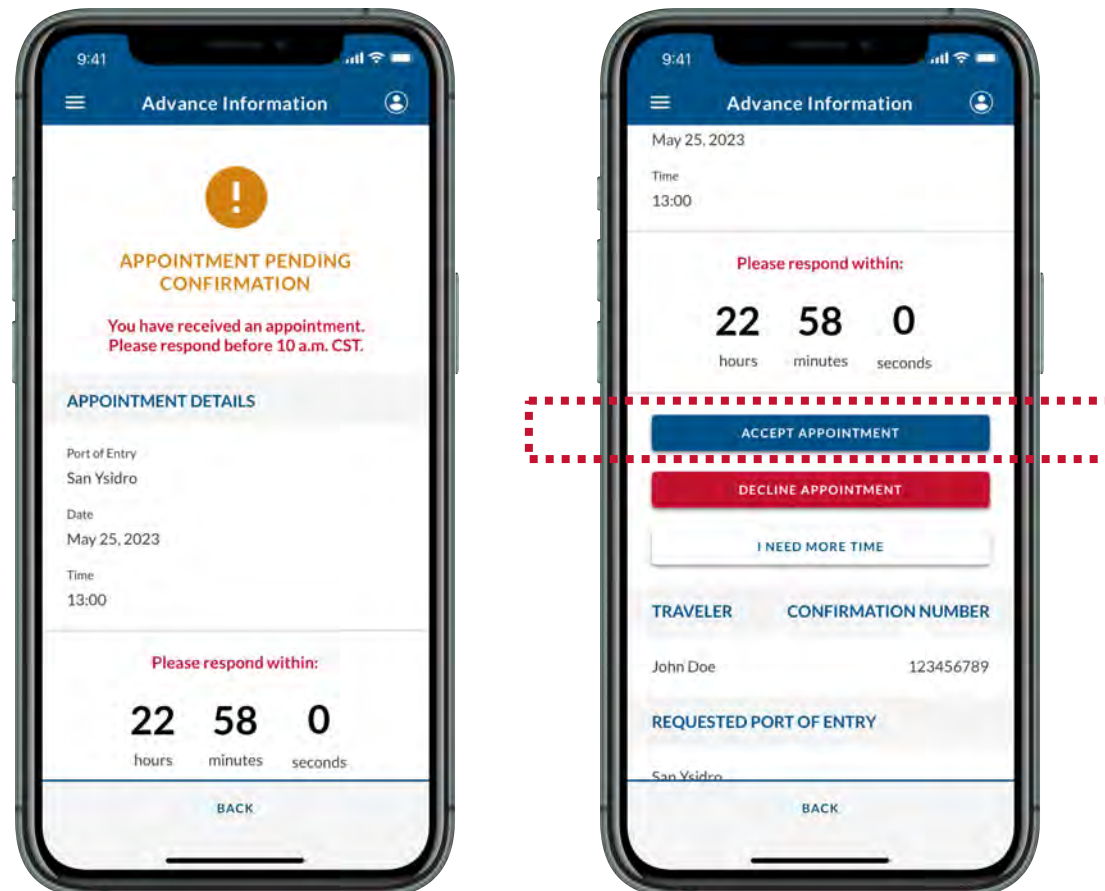 9:41
Advance Information
APPOINTMENT PENDING
CONFIRMATION
You have received an appointment.
Please respond before 10 a.m. CST.
APPOINTMENT DETAILS
Port of Entry
San Ysidro
Date
May 25, 2023
Time
13:00
Please respond within:
22 58 0
hours minutes seconds
BACK
9:41
Advance Information
May 25, 2023
Time
13:00
Please respond within:
22 58 0
hours minutes seconds
ACCEPT APPOINTMENT
DECLINE APPOINTMENT
I NEED MORE TIME
TRAVELER CONFIRMATION NUMBER
John Doe 123456789
REQUESTED PORT OF ENTRY
San Ysidro
BACK